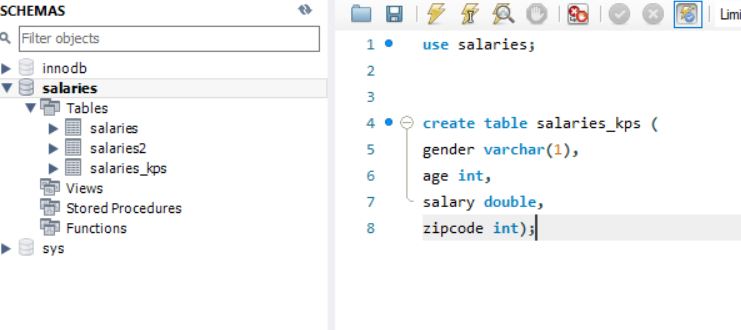 SCHEMAS
Filter objects
innodb
salaries
Tables
salaries
salaries2
salaries_kps
Views
Stored Procedures
Functions
sys
1 use salaries;
2
3
4 create table salaries_kps (
5 gender varchar(1),
6 age int,
7 salary double,
8 zipcode int);